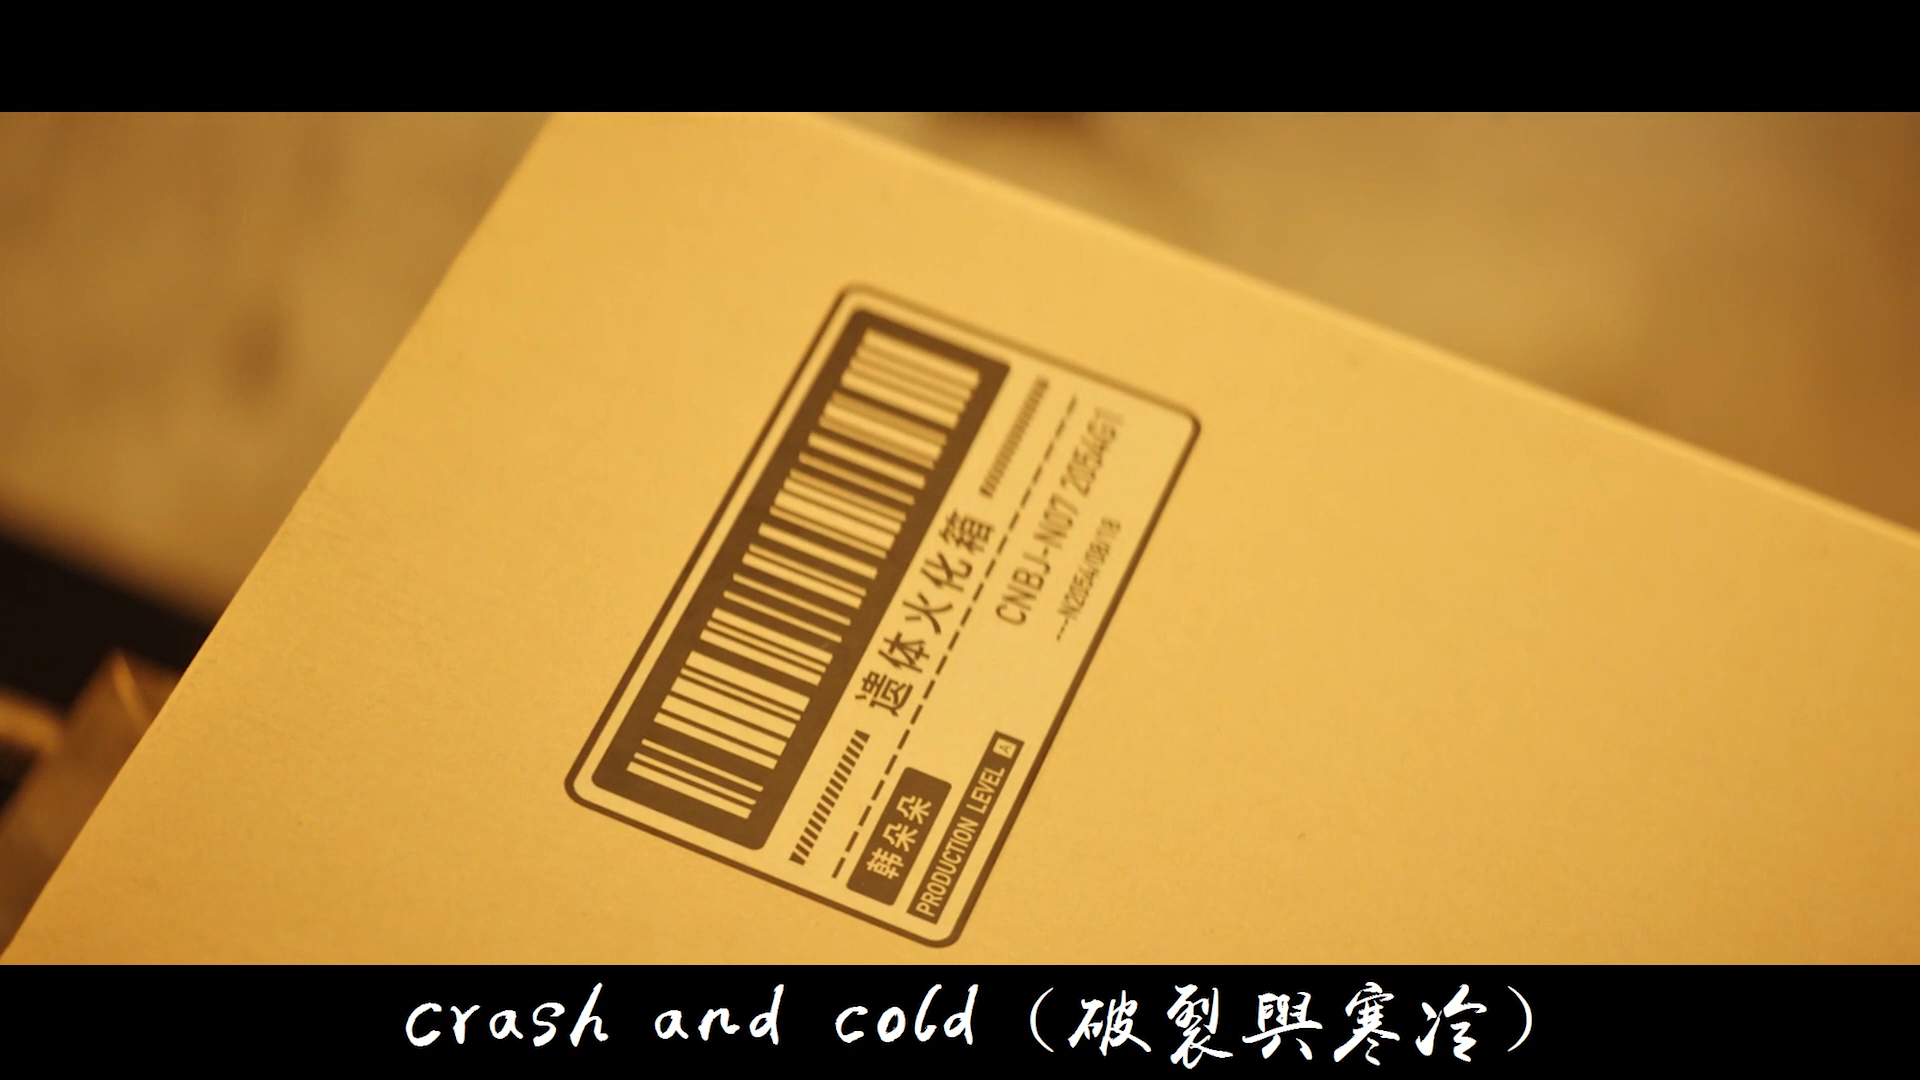 遗体火化箱
CNBJ-N07 205AAG1
韩朵朵
PRODUCTION LEVEL A
crash and cold（破裂與寒冷）